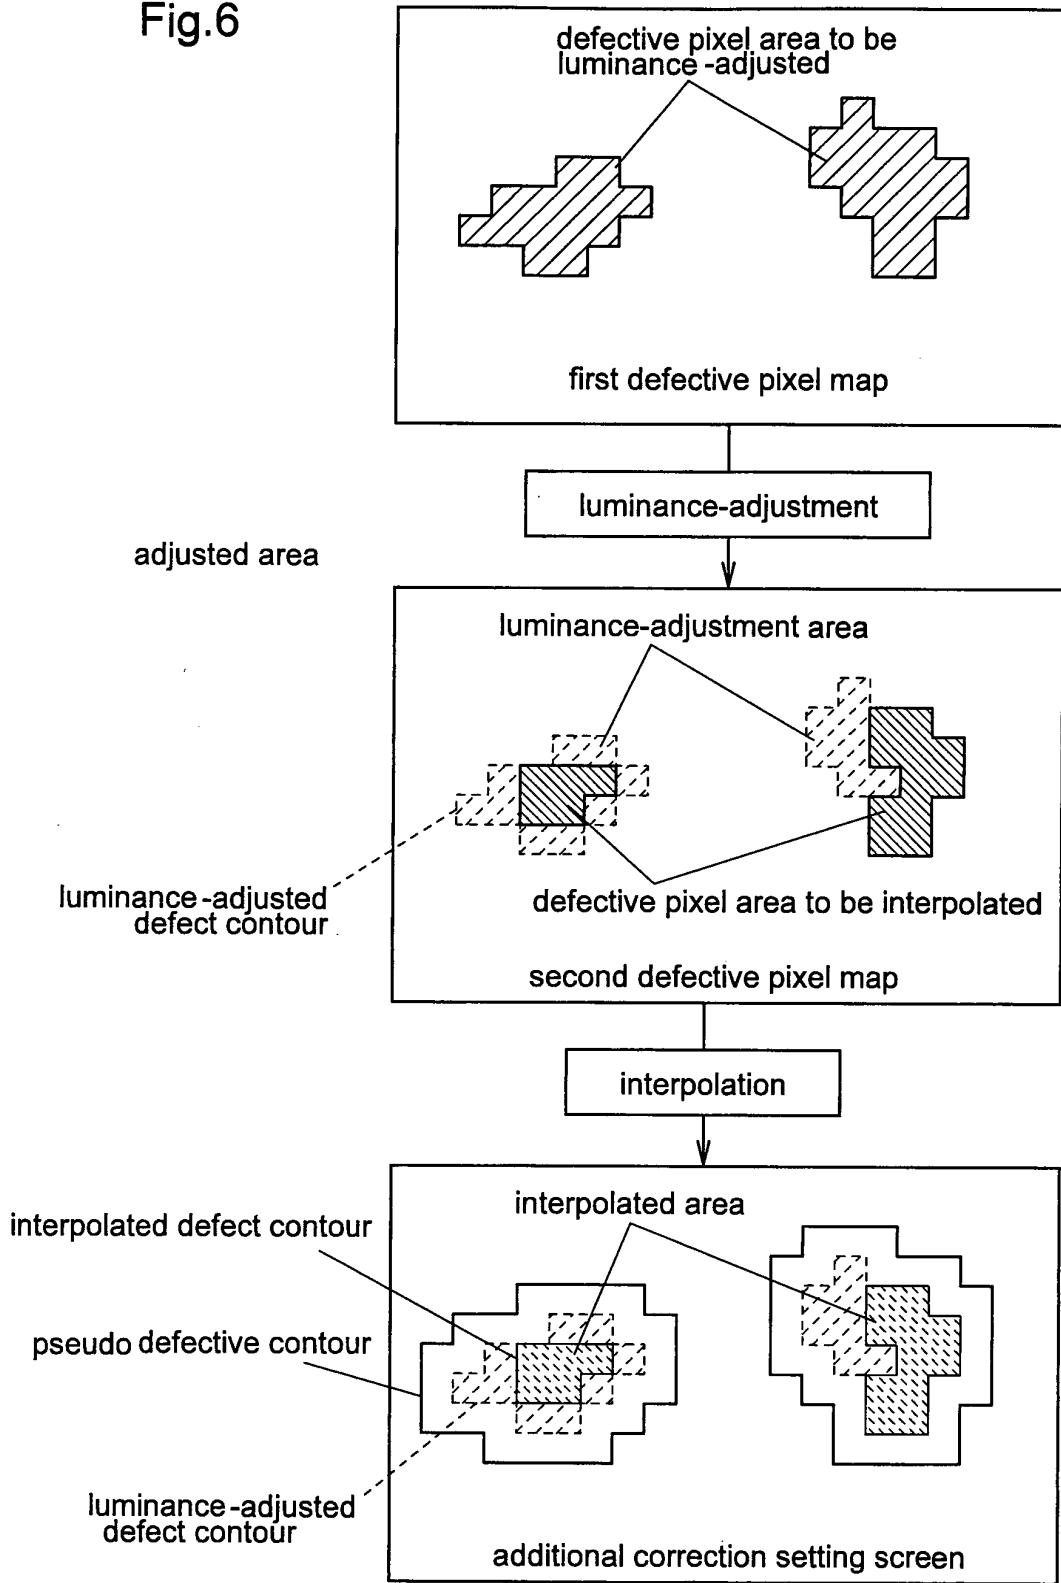 Fig.6
defective pixel area to be
luminance-adjusted
first defective pixel map
luminance-adjustment
adjusted area
luminance-adjustment area
luminance-adjusted
defect contour
defective pixel area to be interpolated
second defective pixel map
interpolation
interpolated area
interpolated defect contour
pseudo defective contour
luminance-adjusted
defect contour
additional correction setting screen